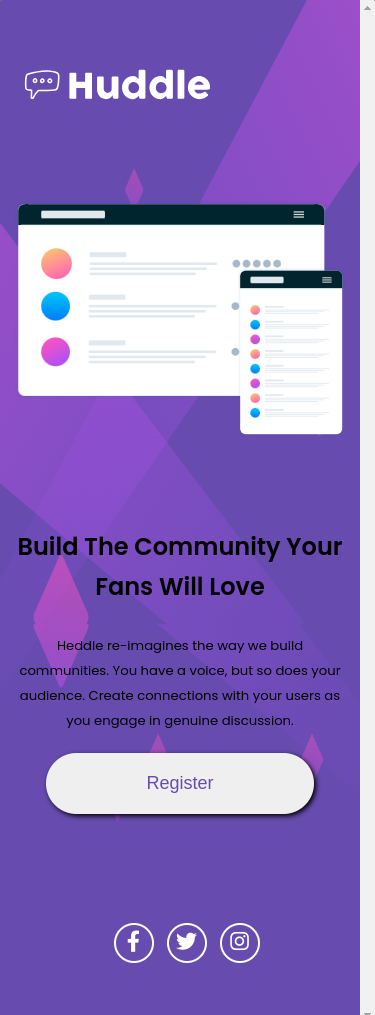 Huddle
Build The Community Your
Fans Will Love
Heddle re-imagines the way we build
communities. You have a voice, but so does your
audience. Create connections with your users as
you engage in genuine discussion.
Register